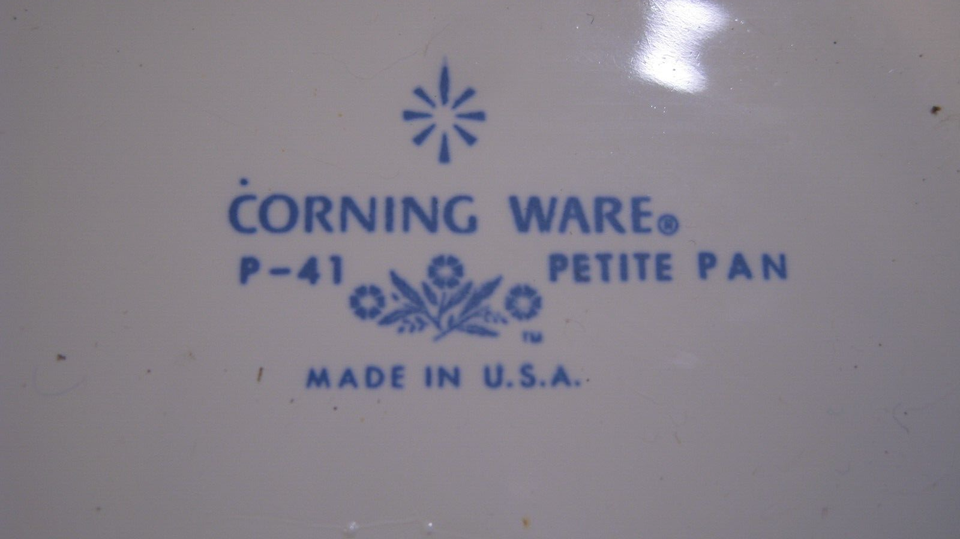 CORNING WARE®
P-41 PETITE PAN
TM
MADE IN U.S.A.